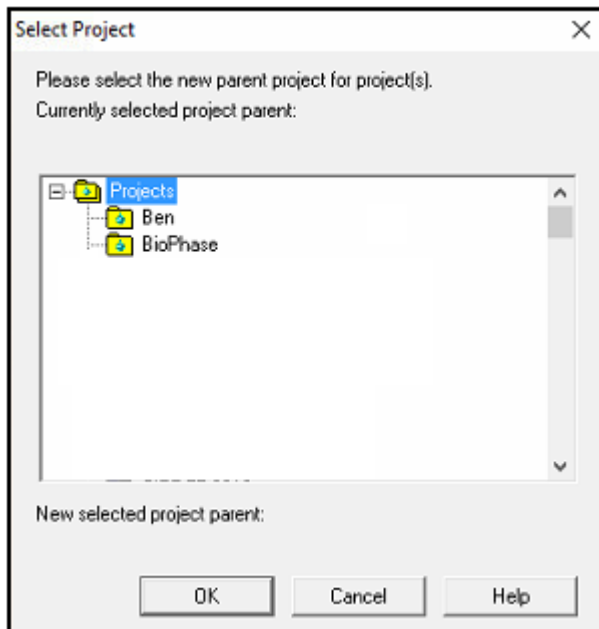 Select Project
Please select the new parent project for project(s).
Currently selected project parent:
Projects
Ben
BioPhase
New selected project parent:
OK
Cancel
Help